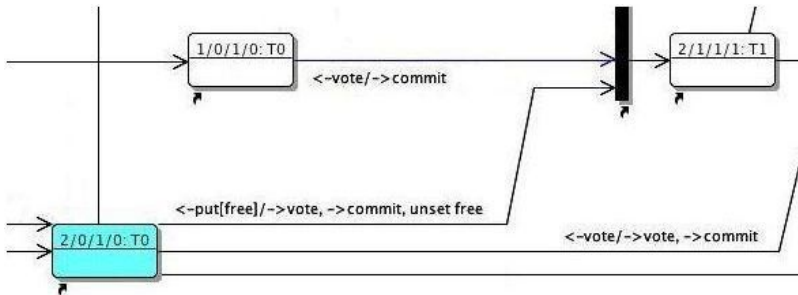 1/0/1/0: T0
2/1/1/1: T1
<-vote/->commit
<-put[free]/->vote, ->commit, unset free
2/0/1/0: T0
<-vote/->vote, ->commit